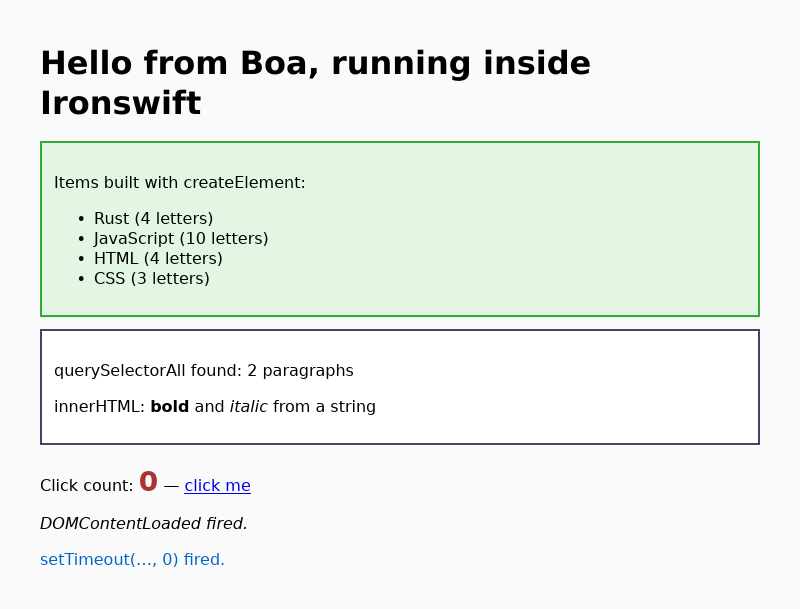 Hello from Boa, running inside
Ironswift
Items built with createElement:
• Rust (4 letters)
• JavaScript (10 letters)
• HTML (4 letters)
• CSS (3 letters)
querySelectorAll found: 2 paragraphs
innerHTML: bold and italic from a string
Click count: 0 — click me
DOMContentLoaded fired.
setTimeout(…, 0) fired.